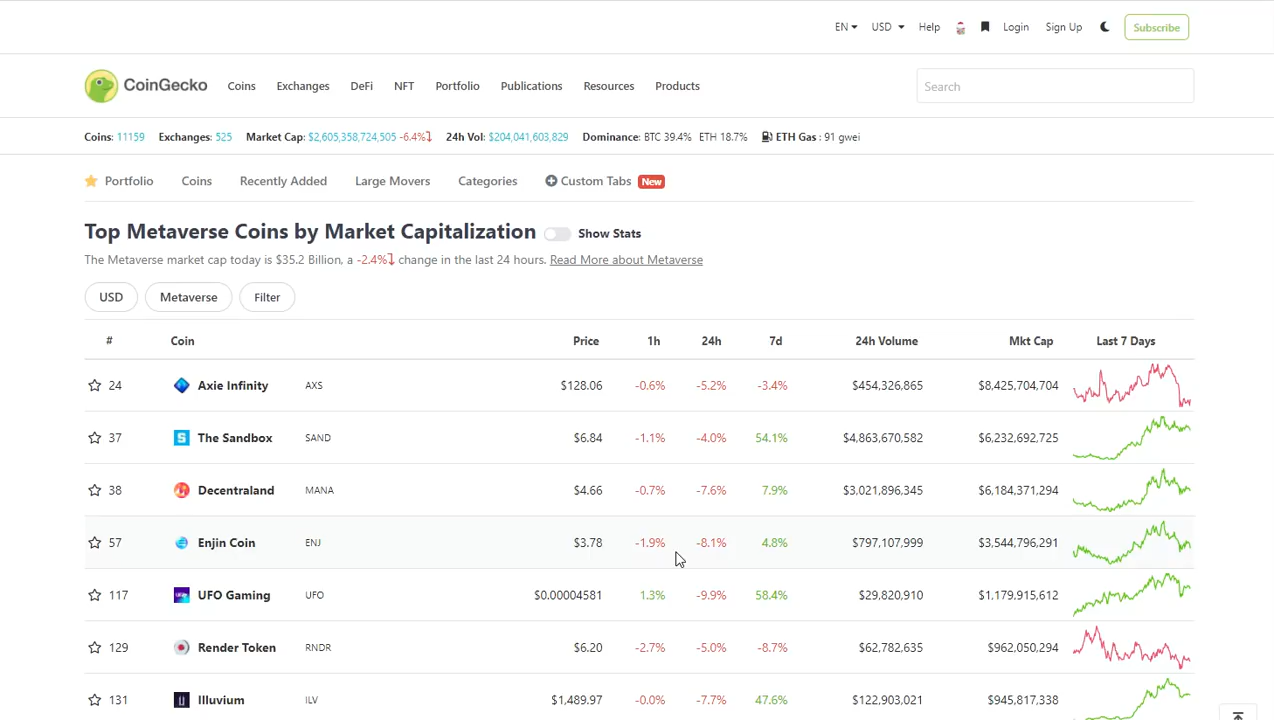 EN USD Help Login Sign Up Subscribe
CoinGecko Coins Exchanges DeFi NFT Portfolio Publications Resources Products Search
Coins: 11159 Exchanges: 525 Market Cap: $2,605,358,724,505 -6.4% 24h Vol: $204,041,603,829 Dominance: BTC 39.4% ETH 18.7% ETH Gas : 91 gwei
Portfolio Coins Recently Added Large Movers Categories Custom Tabs New
Top Metaverse Coins by Market Capitalization Show Stats
The Metaverse market cap today is $35.2 Billion, a -2.4% change in the last 24 hours. Read More about Metaverse
USD Metaverse Filter
# Coin Price 1h 24h 7d 24h Volume Mkt Cap Last 7 Days
24 Axie Infinity AXS $128.06 -0.6% -5.2% -3.4% $454,326,865 $8,425,704,704
37 The Sandbox SAND $6.84 -1.1% -4.0% 54.1% $4,863,670,582 $6,232,692,725
38 Decentraland MANA $4.66 -0.7% -7.6% 7.9% $3,021,896,345 $6,184,371,294
57 Enjin Coin ENJ $3.78 -1.9% -8.1% 4.8% $797,107,999 $3,544,796,291
117 UFO Gaming UFO $0.00004581 1.3% -9.9% 58.4% $29,820,910 $1,179,915,612
129 Render Token RNDR $6.20 -2.7% -5.0% -8.7% $62,782,635 $962,050,294
131 Illuvium ILV $1,489.97 -0.0% -7.7% 47.6% $122,903,021 $945,817,338